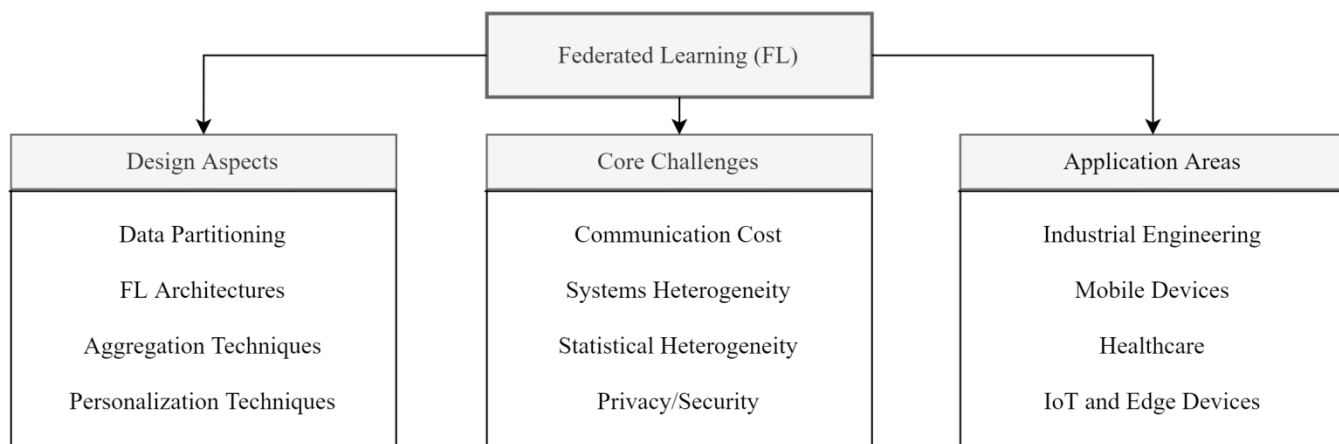 Federated Learning (FL)
Design Aspects
Data Partitioning
FL Architectures
Aggregation Techniques
Personalization Techniques
Core Challenges
Communication Cost
Systems Heterogeneity
Statistical Heterogeneity
Privacy/Security
Application Areas
Industrial Engineering
Mobile Devices
Healthcare
IoT and Edge Devices